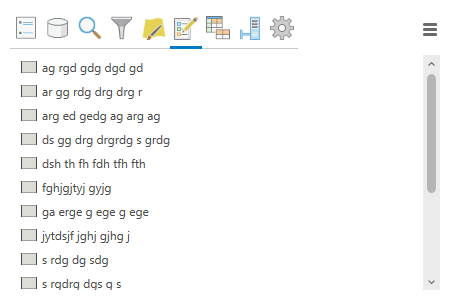 ag rgd gdg dgd gd
ar gg rdg drg drg r
arg ed gedg ag arg ag
ds gg drg drgrdg s grdg
dsh th fh fdh tfh fth
fghjgjtyj gyjg
ga erge g ege g ege
jytdsjf jghj gjhg j
s rdg dg sdg
s rgdrg dgs g s